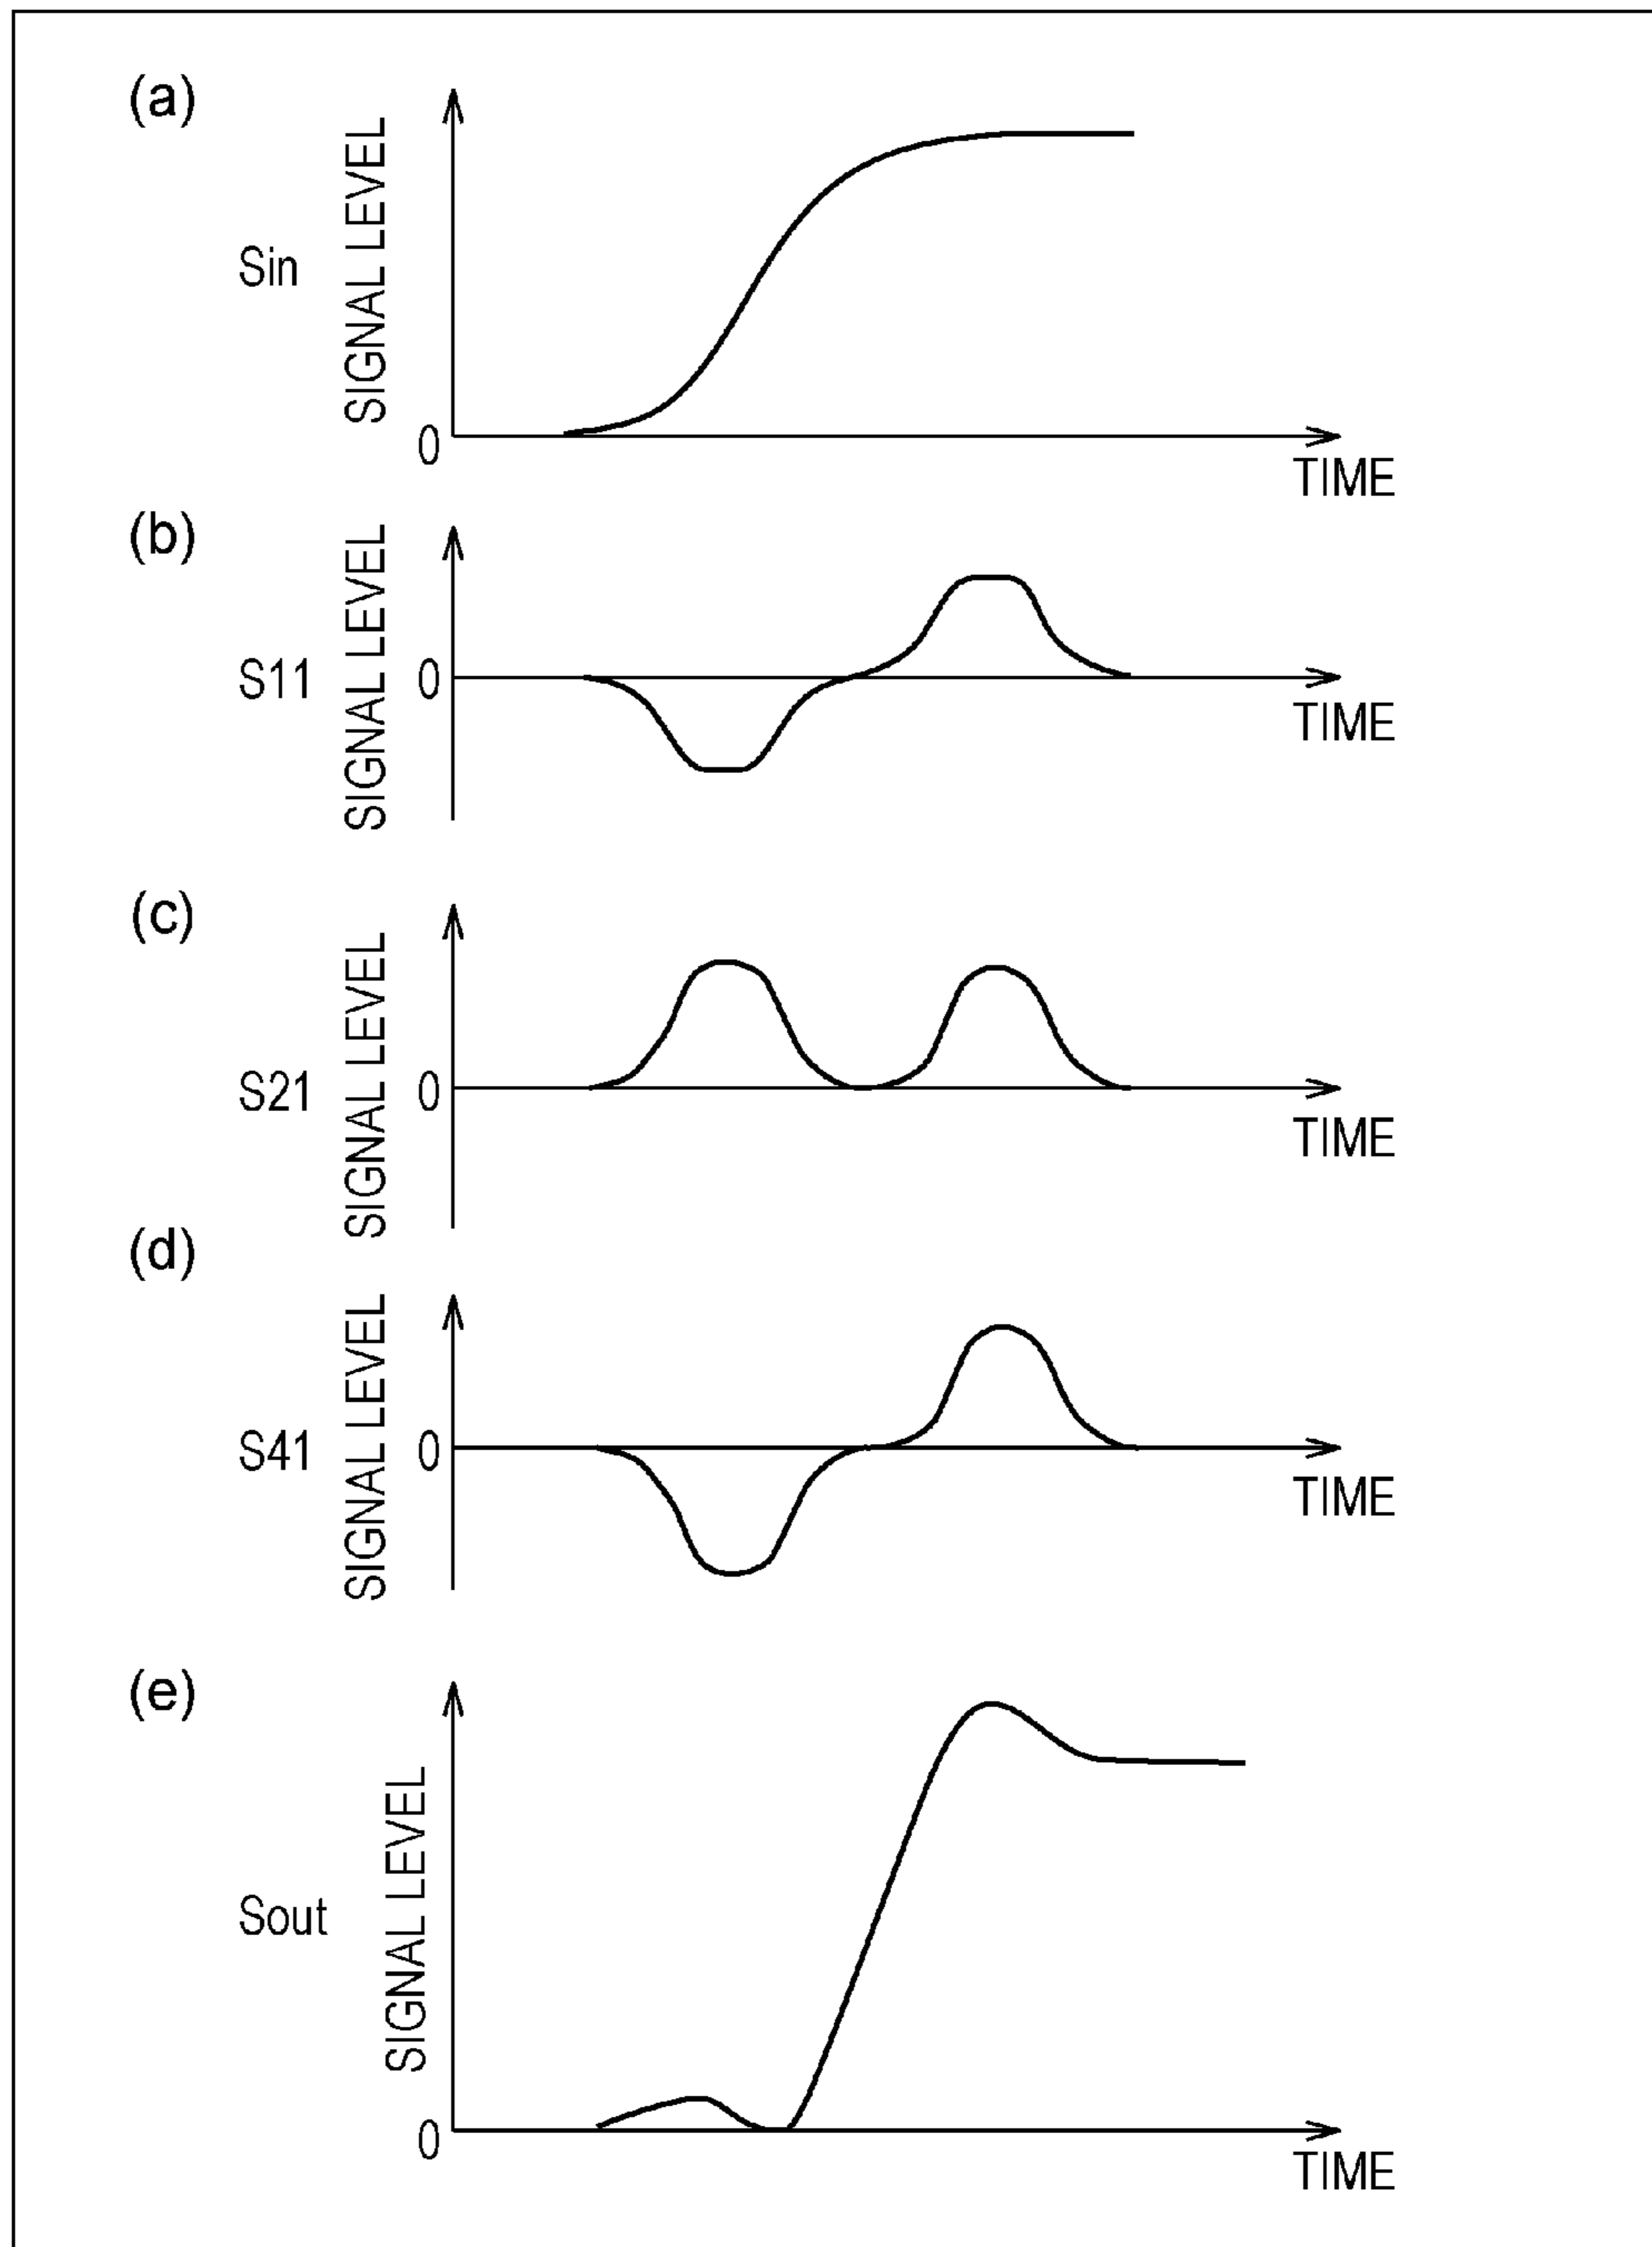 (a)
Sin
SIGNAL LEVEL
0
TIME
(b)
S11
SIGNAL LEVEL
0
TIME
(c)
S21
SIGNAL LEVEL
0
TIME
(d)
S41
SIGNAL LEVEL
0
TIME
(e)
Sout
SIGNAL LEVEL
0
TIME